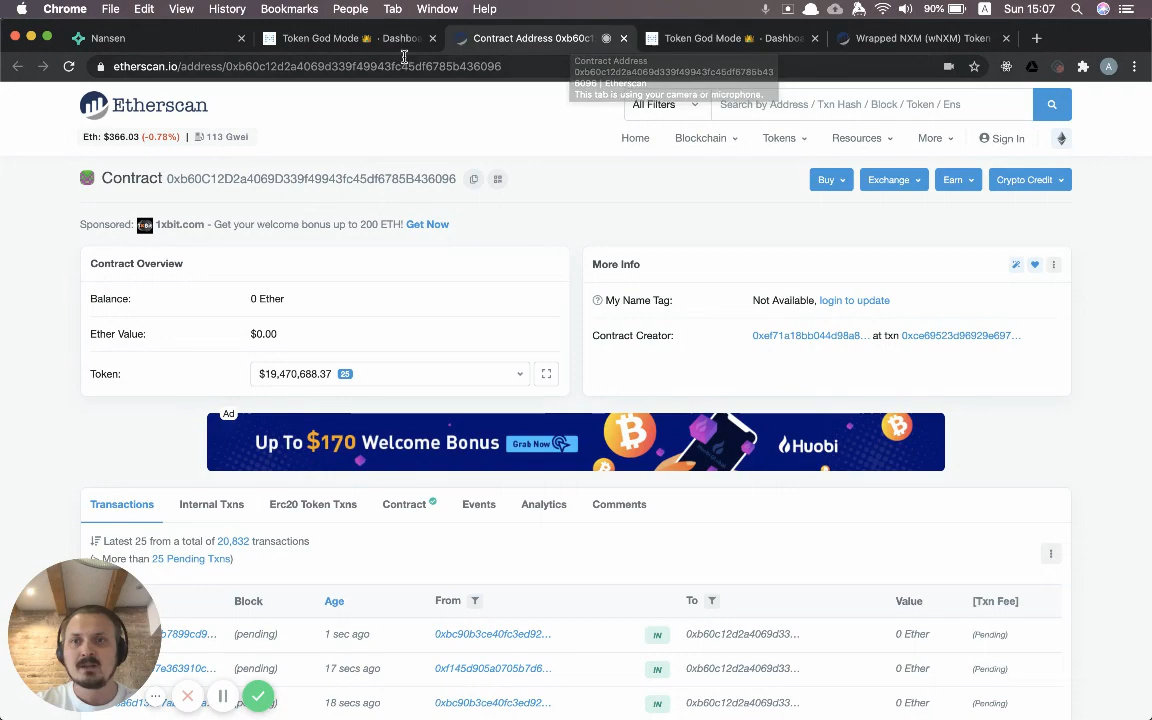 Chrome File Edit View History Bookmarks People Tab Window Help 90% A Sun 15:07
Nansen
Token God Mode 👑 - Dashbo
Contract Address 0xb60c1
Token God Mode 👑 - Dashbo
Wrapped NXM (wNXM) Token
etherscan.io/address/0xb60c12d2a4069d339f49943fc45df6785b436096
A
Contract Address
0xb60c12d2a4069d339f49943fc45df6785b43
6096 | Etherscan
This tab is using your camera or microphone.
Etherscan
All Filters
Search by Address / Txn Hash / Block / Token / Ens
Eth: $366.03 (-0.78%) | 113 Gwei
Home Blockchain Tokens Resources More Sign In
Contract 0xb60C12D2a4069D339f49943fc45df6785B436096
Buy Exchange Earn Crypto Credit
Sponsored: 1xbit.com - Get your welcome bonus up to 200 ETH! Get Now
Contract Overview
Balance: 0 Ether
Ether Value: $0.00
Token: $19,470,688.37 25
More Info
My Name Tag: Not Available, login to update
Contract Creator: 0xef71a18bb044d98a8... at txn 0xce69523d96929e697...
Ad
Up To $170 Welcome Bonus Grab Now Huobi
Transactions Internal Txns Erc20 Token Txns Contract Events Analytics Comments
Latest 25 from a total of 20,832 transactions
More than 25 Pending Txns)
Block Age From To Value [Txn Fee]
b7899cd9... (pending) 1 sec ago 0xbc90b3ce40fc3ed92... IN 0xb60c12d2a4069d33... 0 Ether (Pending)
7e363910c... (pending) 17 secs ago 0xf145d905a0705b7d6... IN 0xb60c12d2a4069d33... 0 Ether (Pending)
a6d13... (pending) 18 secs ago 0xbc90b3ce40fc3ed92... IN 0xb60c12d2a4069d33... 0 Ether (Pending)